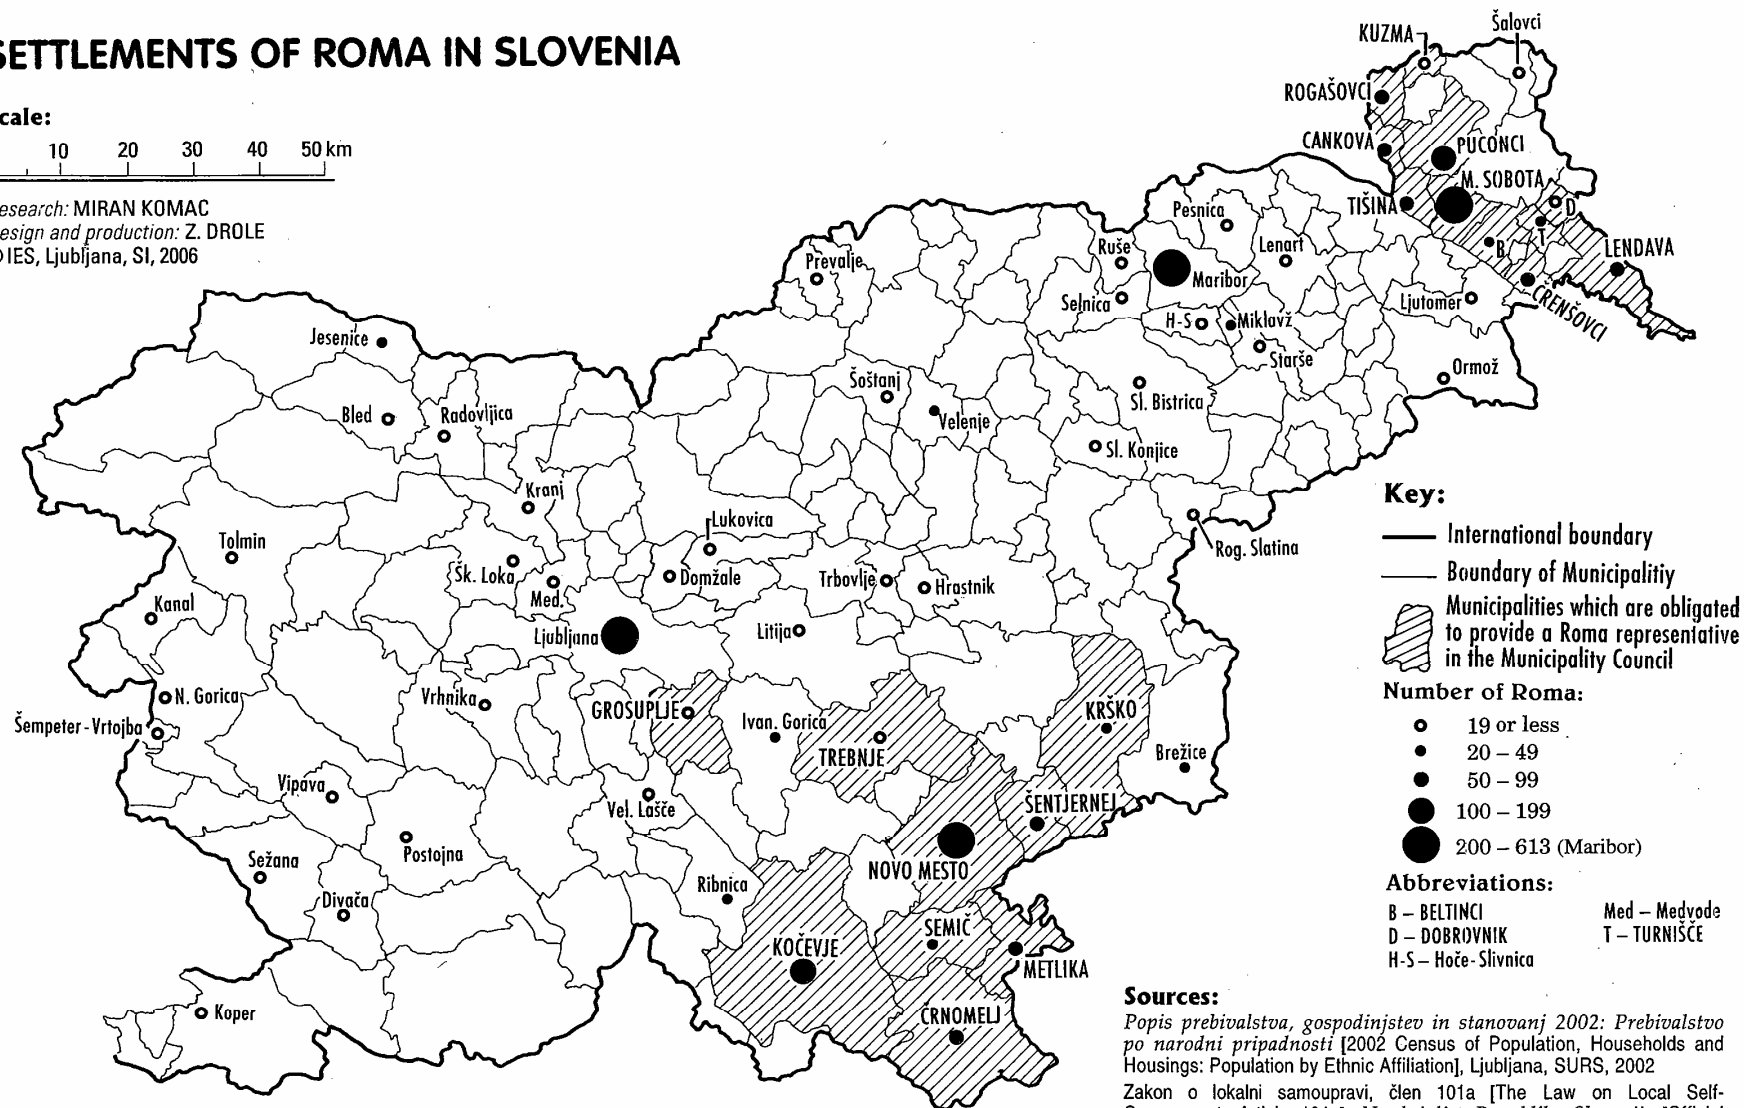 SETTLEMENTS OF ROMA IN SLOVENIA
cale:
10 20 30 40 50 km
esearch: MIRAN KOMAC
esign and production: Z. DROLE
IES, Ljubljana, SI, 2006
KUZMA
Šalovci
ROGAŠOVCI
CANKOVA
PUCONCI
M. SOBOTA
TIŠINA
D
T
B
LENDAVA
ČRENŠOVCI
Pesnica
Ruše
Lenart
Prevalje
Maribor
Selnica
Ljutomer
H-S
Miklavž
Starše
Jesenice
Ormož
Šoštanj
Sl. Bistrica
Bled
Radovljica
Velenje
Sl. Konjice
Kranj
Lukovica
Tolmin
Rog. Slatina
Šk. Loka
Domžale
Trbovlje
Hrastnik
Med.
Kanal
Ljubljana
Litija
N. Gorica
Vrhnika
GROSUPLJE
Ivan. Gorica
KRŠKO
Šempeter-Vrtojba
TREBNJE
Brežice
Vipava
Vel. Lašče
ŠENTJERNEJ
Postojna
Sežana
NOVO MESTO
Ribnica
Divača
SEMIČ
KOČEVJE
METLIKA
Koper
ČRNOMELJ
Key:
International boundary
Boundary of Municipalitiy
Municipalities which are obligated
to provide a Roma representative
in the Municipality Council
Number of Roma:
19 or less
20 – 49
50 – 99
100 – 199
200 – 613 (Maribor)
Abbreviations:
B – BELTINCI Med – Medvode
D – DOBROVNIK T – TURNIŠČE
H-S – Hoče-Slivnica
Sources:
Popis prebivalstva, gospodinjstev in stanovanj 2002: Prebivalstvo
po narodni pripadnosti [2002 Census of Population, Households and
Housings: Population by Ethnic Affiliation], Ljubljana, SURS, 2002
Zakon o lokalni samoupravi, člen 101a [The Law on Local Self-